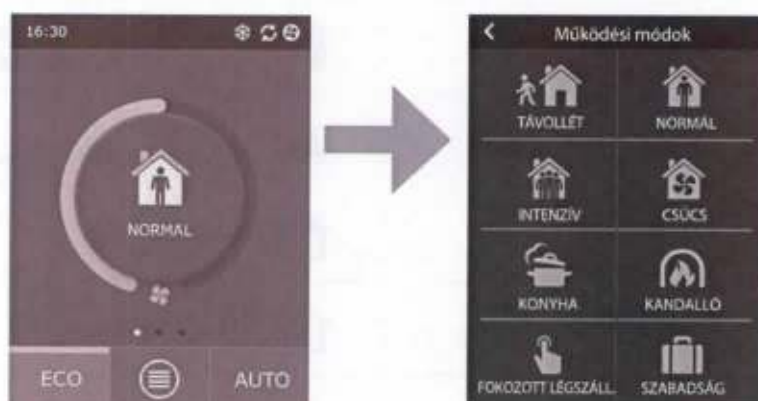 16:30
NORMAL
ECO
AUTO
Működési módok
TÁVOLLÉT
NORMÁL
INTENZÍV
CSÚCS
KONYHA
KANDALLÓ
FOKOZOTT LÉGSZÁLL.
SZABADSÁG